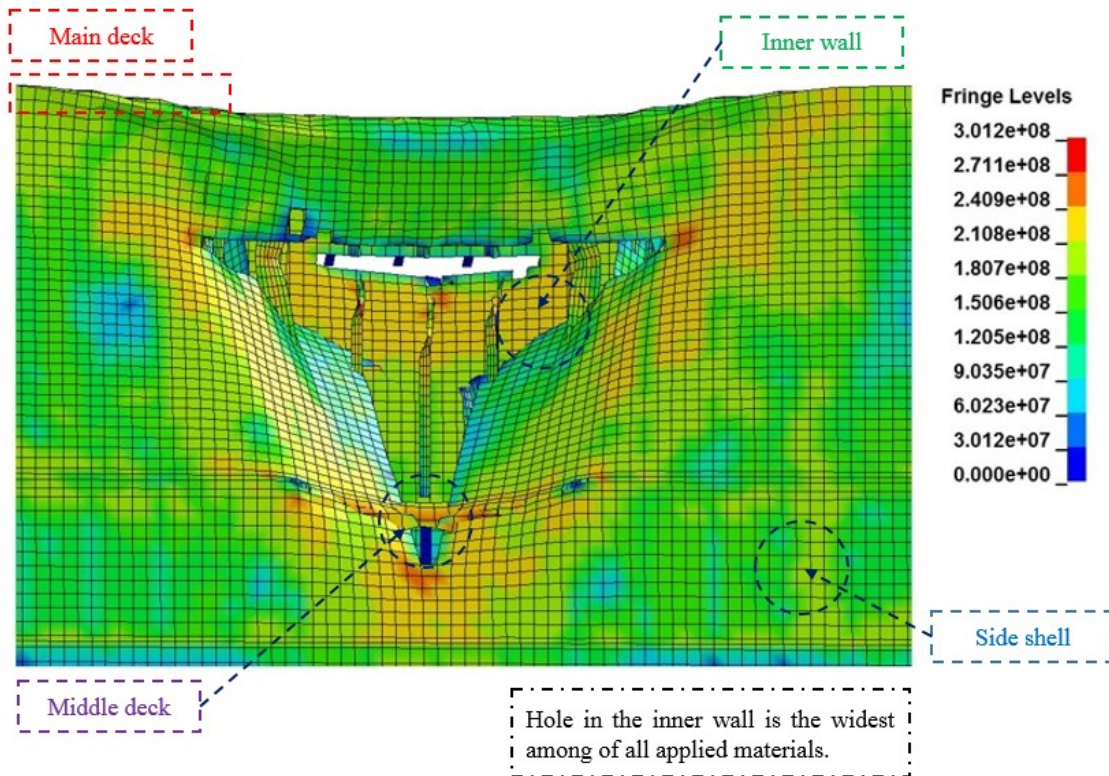 Main deck
Inner wall
Fringe Levels
3.012e+08
2.711e+08
2.409e+08
2.108e+08
1.807e+08
1.506e+08
1.205e+08
9.035e+07
6.023e+07
3.012e+07
0.000e+00
Side shell
Middle deck
Hole in the inner wall is the widest
among of all applied materials.